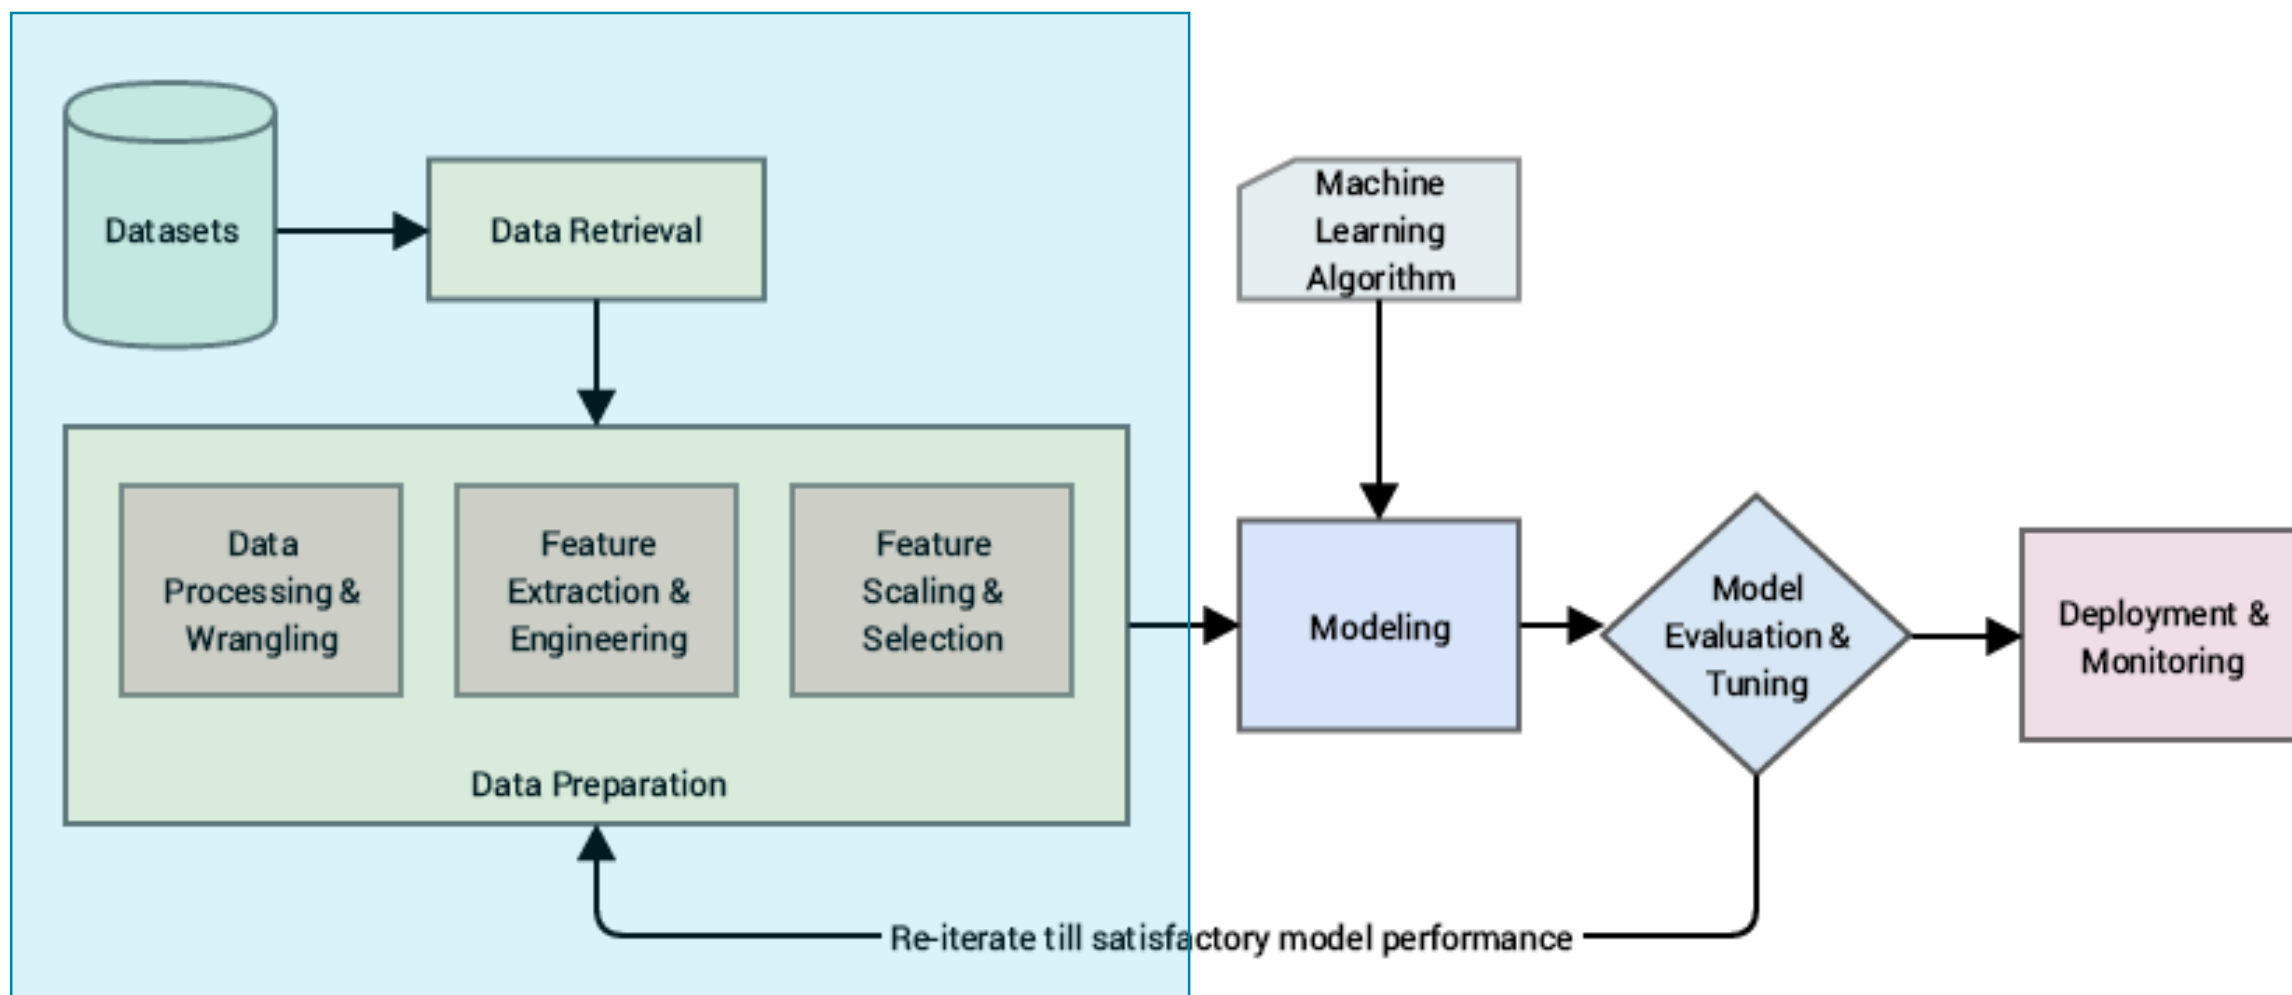 Datasets
Data Retrieval
Machine
Learning
Algorithm
Data
Processing &
Wrangling
Feature
Extraction &
Engineering
Feature
Scaling &
Selection
Data Preparation
Modeling
Model
Evaluation &
Tuning
Deployment &
Monitoring
Re-iterate till satisfactory model performance